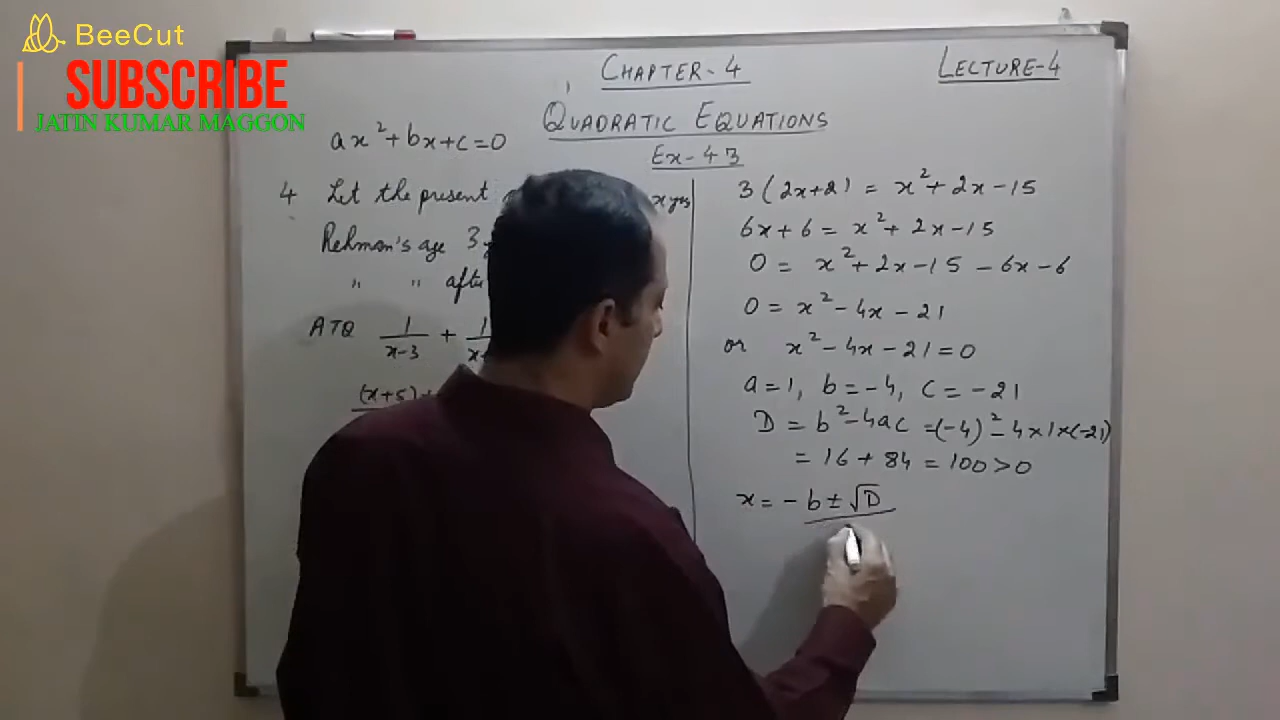 BeeCut
SUBSCRIBE
JATIN KUMAR MAGGON
CHAPTER-4
LECTURE-4
QUADRATIC EQUATIONS
Ex-4.3
ax²+bx+c=0
4 Let the present x yrs
Rehman's age 3
" " afte
ATQ 1/(x-3) + 1
(x+5)+
3(2x+2) = x²+2x-15
6x+6 = x²+2x-15
0 = x²+2x-15-6x-6
0 = x²-4x-21
or x²-4x-21=0
a=1, b=-4, c=-21
D = b²-4ac =(-4)²-4×1×(-21)
= 16+84 = 100>0
x = -b±√D